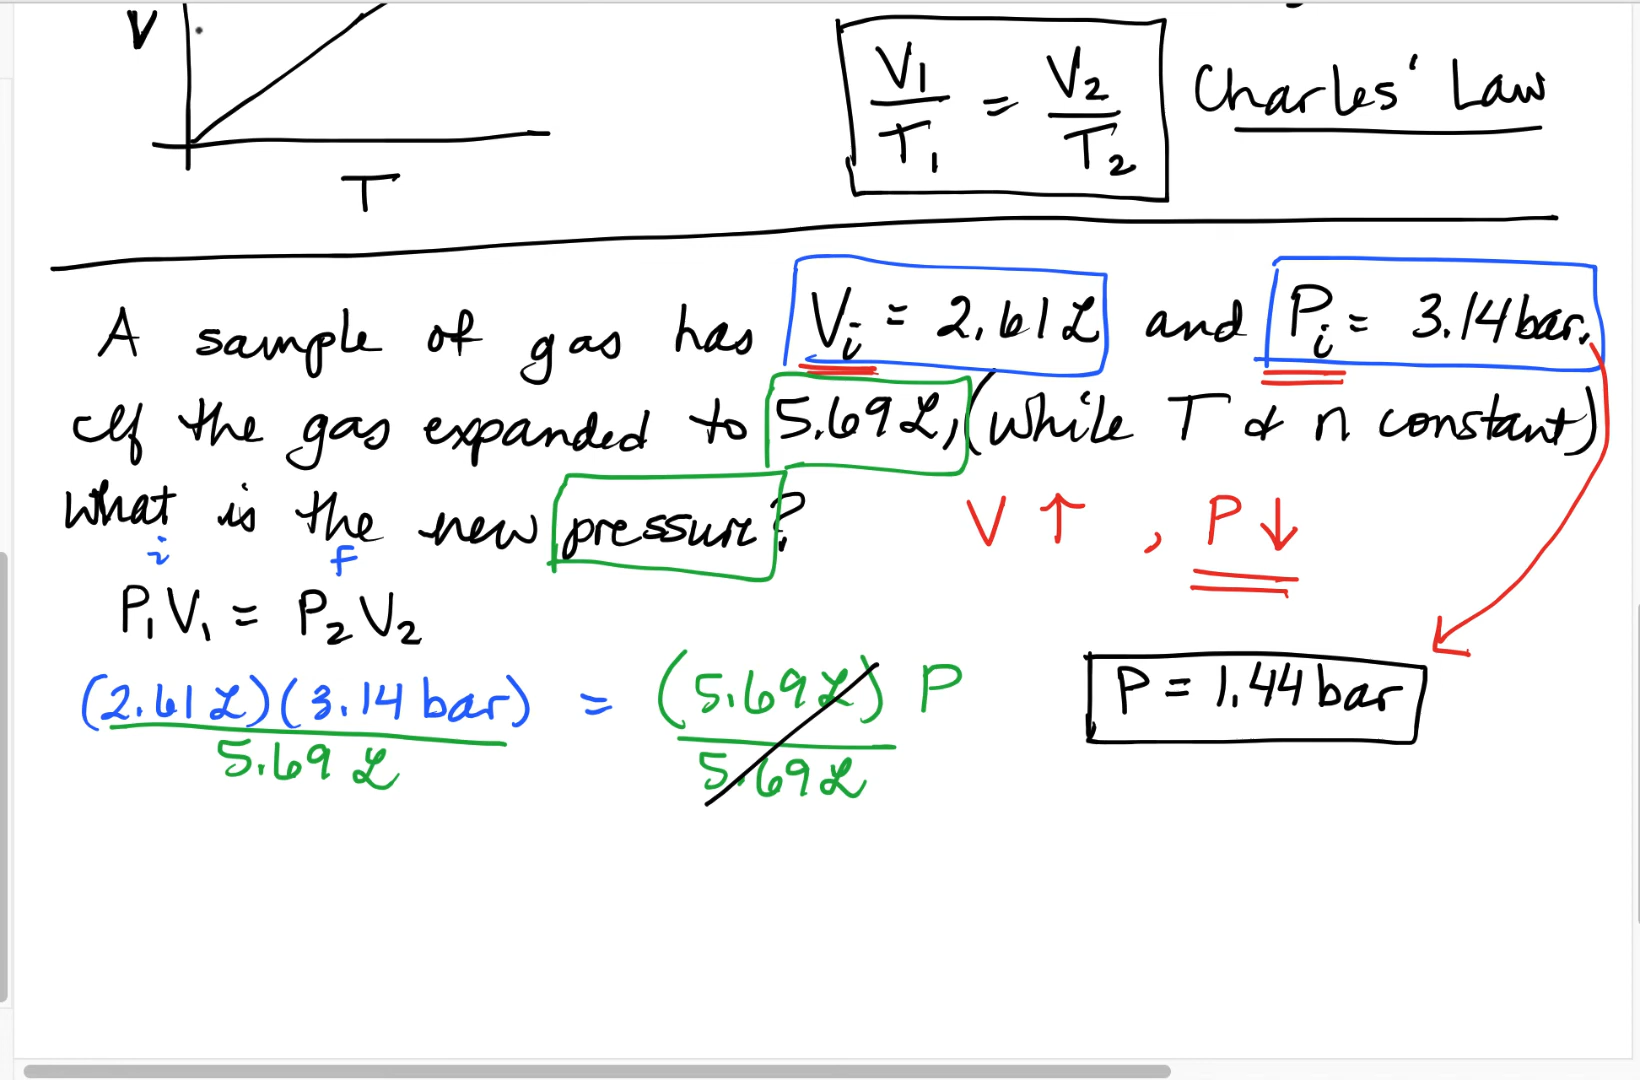 V
T
V₁/T₁ = V₂/T₂ Charles' Law
A sample of gas has Vi = 2.61 L and Pi = 3.14 bar.
If the gas expanded to 5.69 L, (while T & n constant)
what is the new pressure?
V ↑ , P ↓
i f
P₁V₁ = P₂V₂
(2.61 L)(3.14 bar) / 5.69 L = (5.69 L) P / 5.69 L
P = 1.44 bar